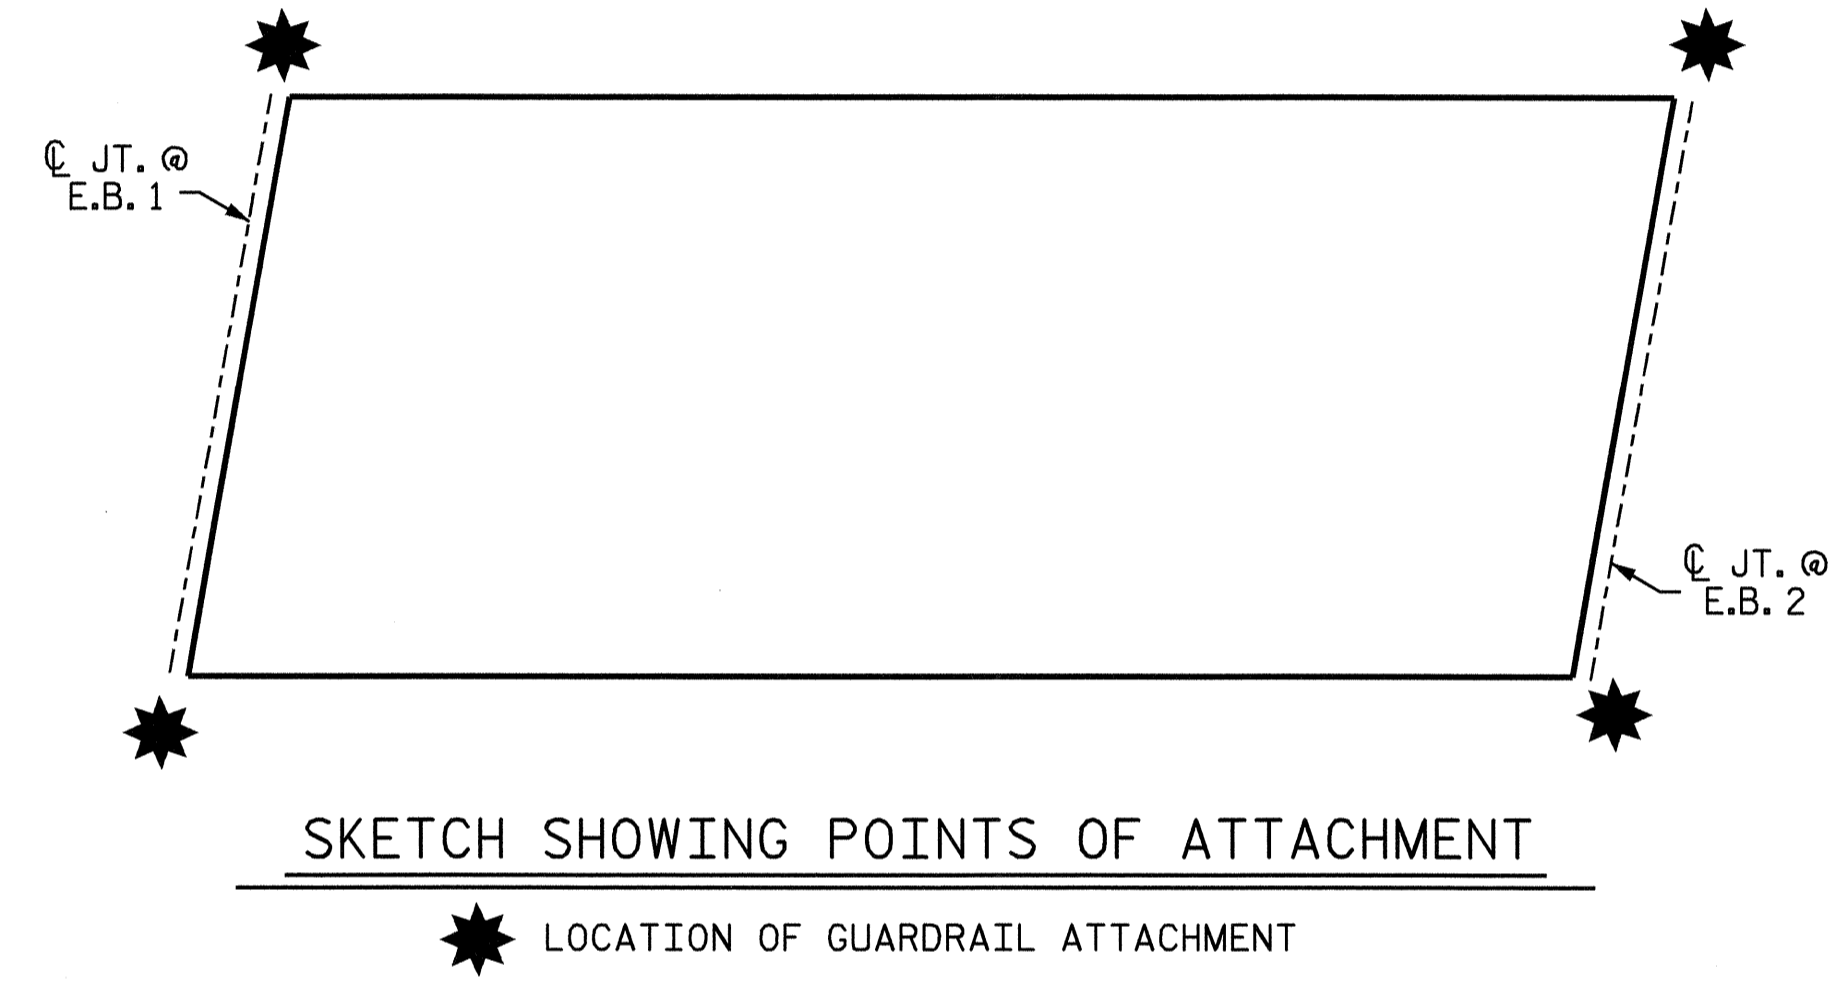 ℄ JT. @
E.B. 1
℄ JT. @
E.B. 2
SKETCH SHOWING POINTS OF ATTACHMENT
LOCATION OF GUARDRAIL ATTACHMENT